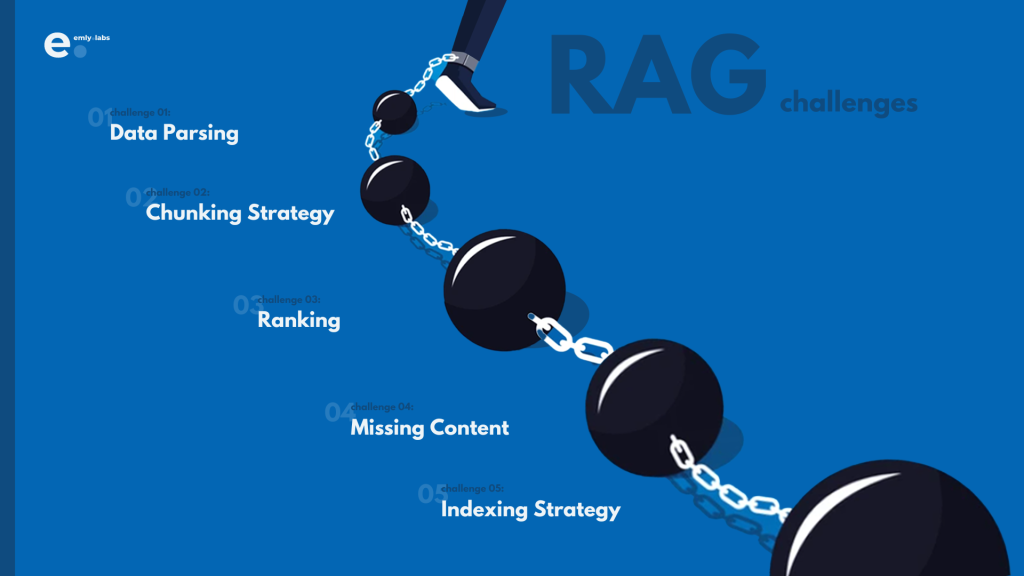 e. emly·labs
RAG challenges
01
challenge 01:
Data Parsing
02
challenge 02:
Chunking Strategy
03
challenge 03:
Ranking
04
challenge 04:
Missing Content
05
challenge 05:
Indexing Strategy